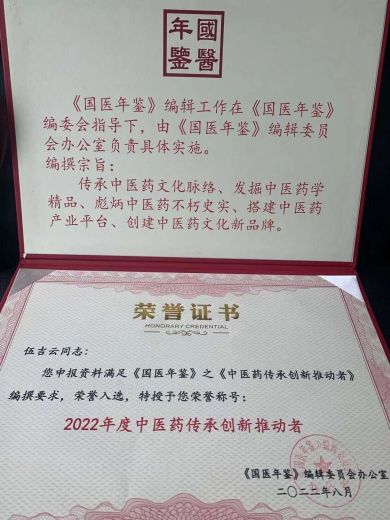 國醫
年鑒
《国医年鉴》编辑工作在《国医年鉴》
编委会指导下，由《国医年鉴》编辑委员
会办公室负责具体实施。
编撰宗旨：
传承中医药文化脉络、发掘中医药学
精品、彪炳中医药不朽史实、搭建中医药
产业平台、创建中医药文化新品牌。
荣誉证书
HONORARY CREDENTIAL
伍吉云同志：
您申报资料满足《国医年鉴》之《中医药传承创新推动者》
编撰要求，荣誉入选，特授予您荣誉称号：
2022年度中医药传承创新推动者
《国医年鉴》编辑委员会办公室
二〇二二年八月